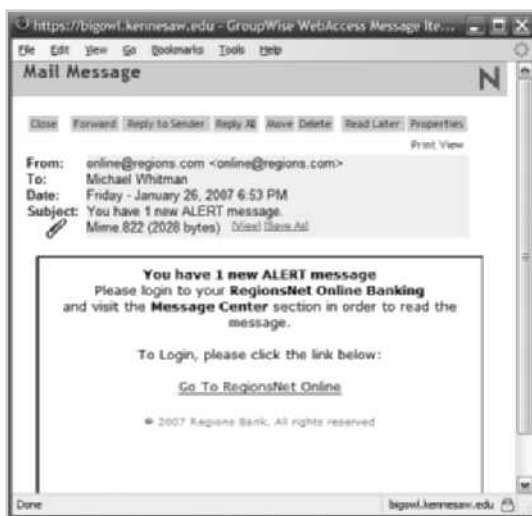 https://bigowl.kennesaw.edu - GroupWise WebAccess Message Ite...
File Edit View Go Bookmarks Tools Help
Mail Message
N
Close Forward Reply to Sender Reply All Move Delete Read Later Properties
Print View
From: online@regions.com <online@regions.com>
To: Michael Whitman
Date: Friday - January 26, 2007 6:53 PM
Subject: You have 1 new ALERT message.
Mime.822 (2028 bytes) [View] [Save As]
You have 1 new ALERT message
Please login to your RegionsNet Online Banking
and visit the Message Center section in order to read the
message.
To Login, please click the link below:
Go To RegionsNet Online
© 2007 Regions Bank. All rights reserved
Done bigowl.kennesaw.edu